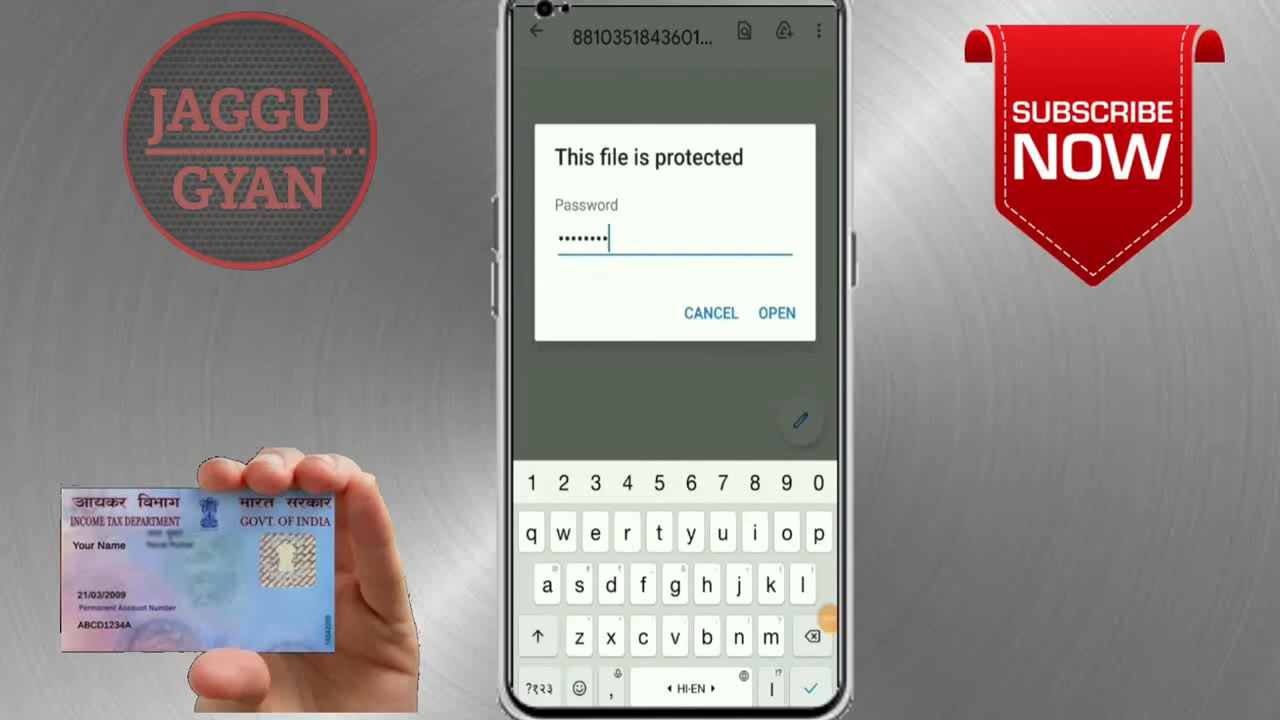 JAGGU
GYAN
8810351843601...
This file is protected
Password
CANCEL OPEN
1 2 3 4 5 6 7 8 9 0
q w e r t y u i o p
a s d f g h j k l
z x c v b n m
?१२३ , HI-EN
SUBSCRIBE
NOW
आयकर विभाग भारत सरकार
INCOME TAX DEPARTMENT GOVT. OF INDIA
Your Name
21/03/2009
Permanent Account Number
ABCD1234A